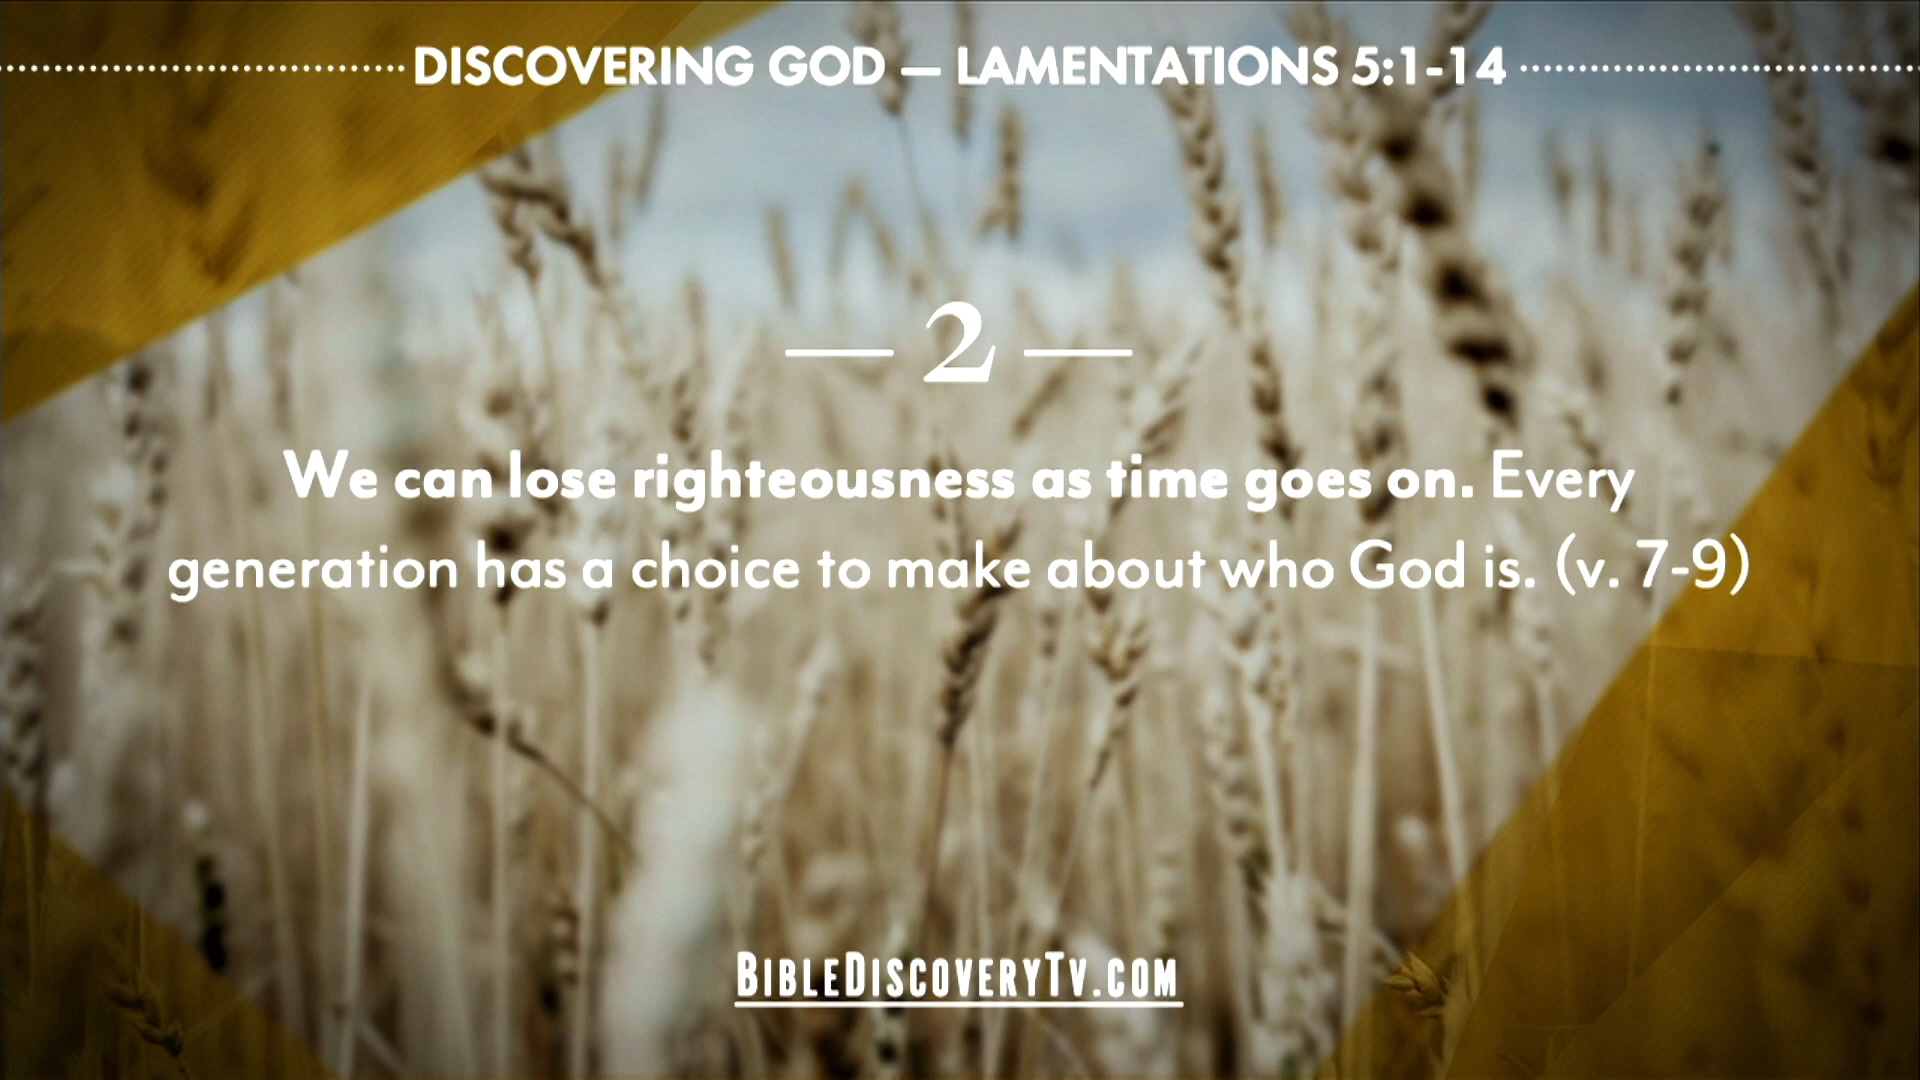 DISCOVERING GOD — LAMENTATIONS 5:1-14
— 2 —
We can lose righteousness as time goes on. Every
generation has a choice to make about who God is. (v. 7-9)
BIBLEDISCOVERYTV.COM